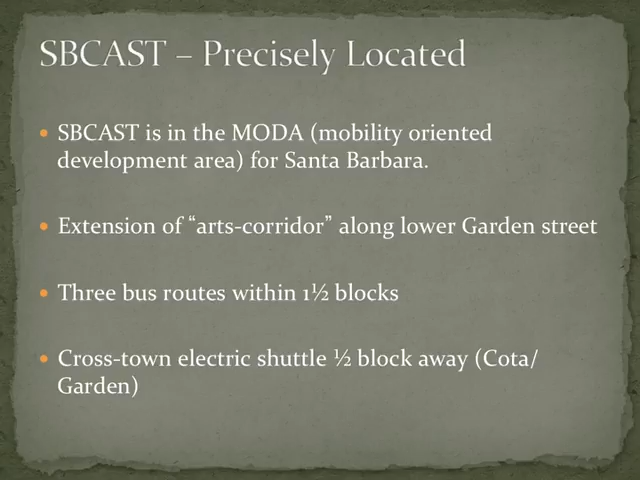 SBCAST – Precisely Located
• SBCAST is in the MODA (mobility oriented
development area) for Santa Barbara.
• Extension of “arts-corridor” along lower Garden street
• Three bus routes within 1½ blocks
• Cross-town electric shuttle ½ block away (Cota/
Garden)